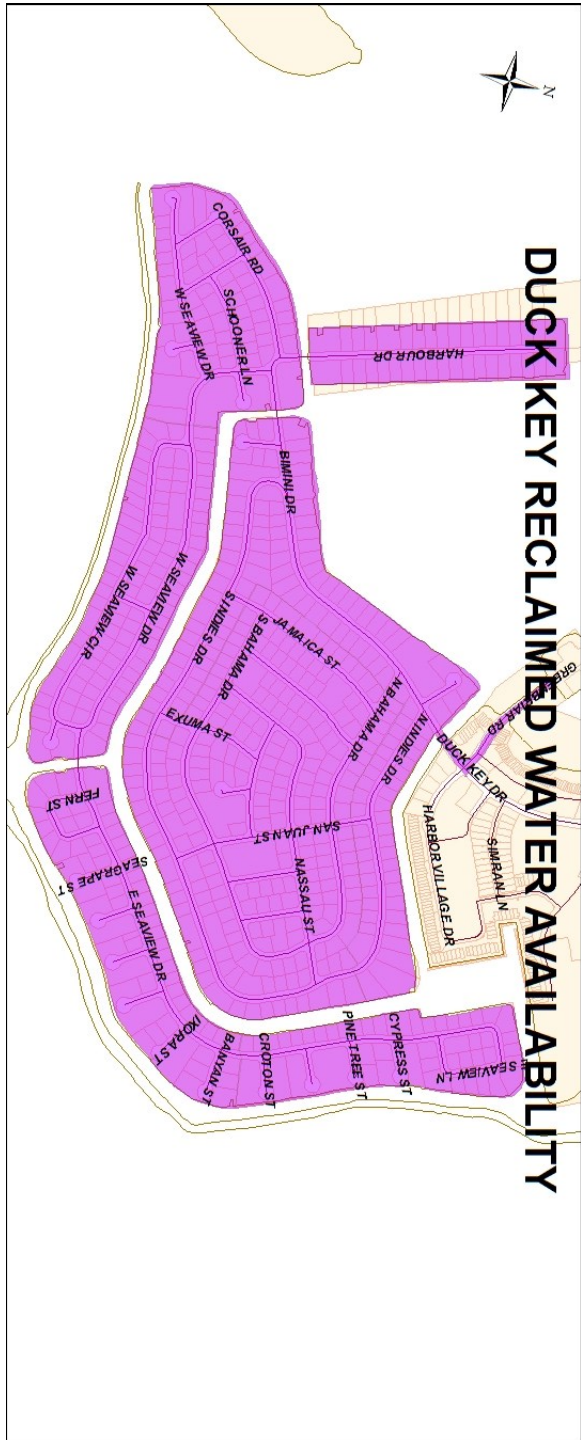 DUCK KEY RECLAIMED WATER AVAILABILITY
N
CORSAIR RD
SCHOONER LN
W SEAVIEW DR
HARBOUR DR
BIMINI DR
W SEAVIEW DR
W SEAVIEW CIR
S INDIES DR
S BAHAMA DR
JAMAICA ST
EXUMA ST
N BAHAMA DR
N INDIES DR
GREENBRIAR RD
DUCK KEY DR
HARBOR VILLAGE DR
SIMRAN LN
SAN JUAN ST
NASSAU ST
FERN ST
SEAGRAPE ST
E SEAVIEW DR
IXORA ST
BANYAN ST
CROTON ST
PINE TREE ST
CYPRESS ST
SEAVIEW LN